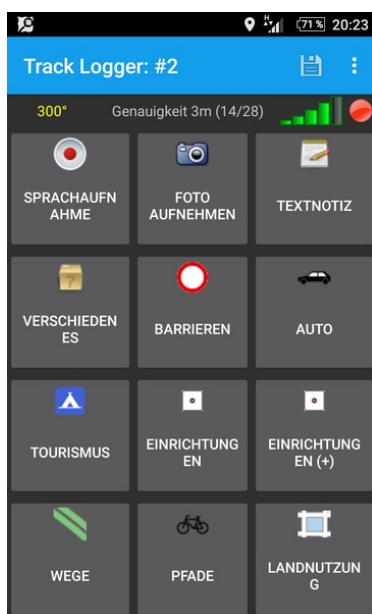 71% 20:23
Track Logger: #2
300° Genauigkeit 3m (14/28)
SPRACHAUFN
AHME
FOTO
AUFNEHMEN
TEXTNOTIZ
VERSCHIEDEN
ES
BARRIEREN
AUTO
TOURISMUS
EINRICHTUNG
EN
EINRICHTUNG
EN (+)
WEGE
PFADE
LANDNUTZUN
G